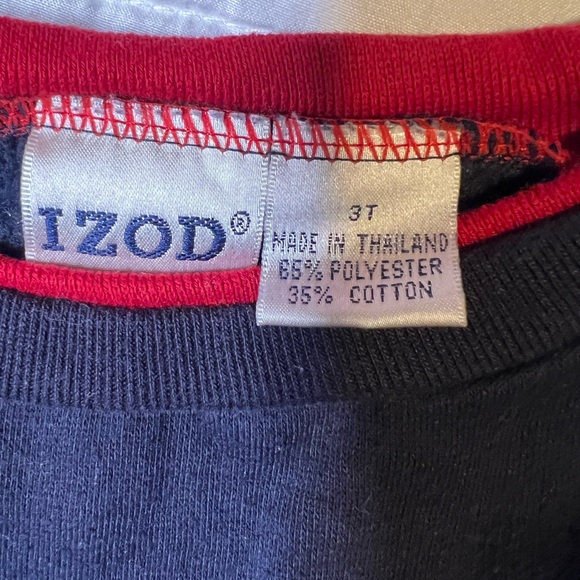 IZOD®
3T
MADE IN THAILAND
65% POLYESTER
35% COTTON